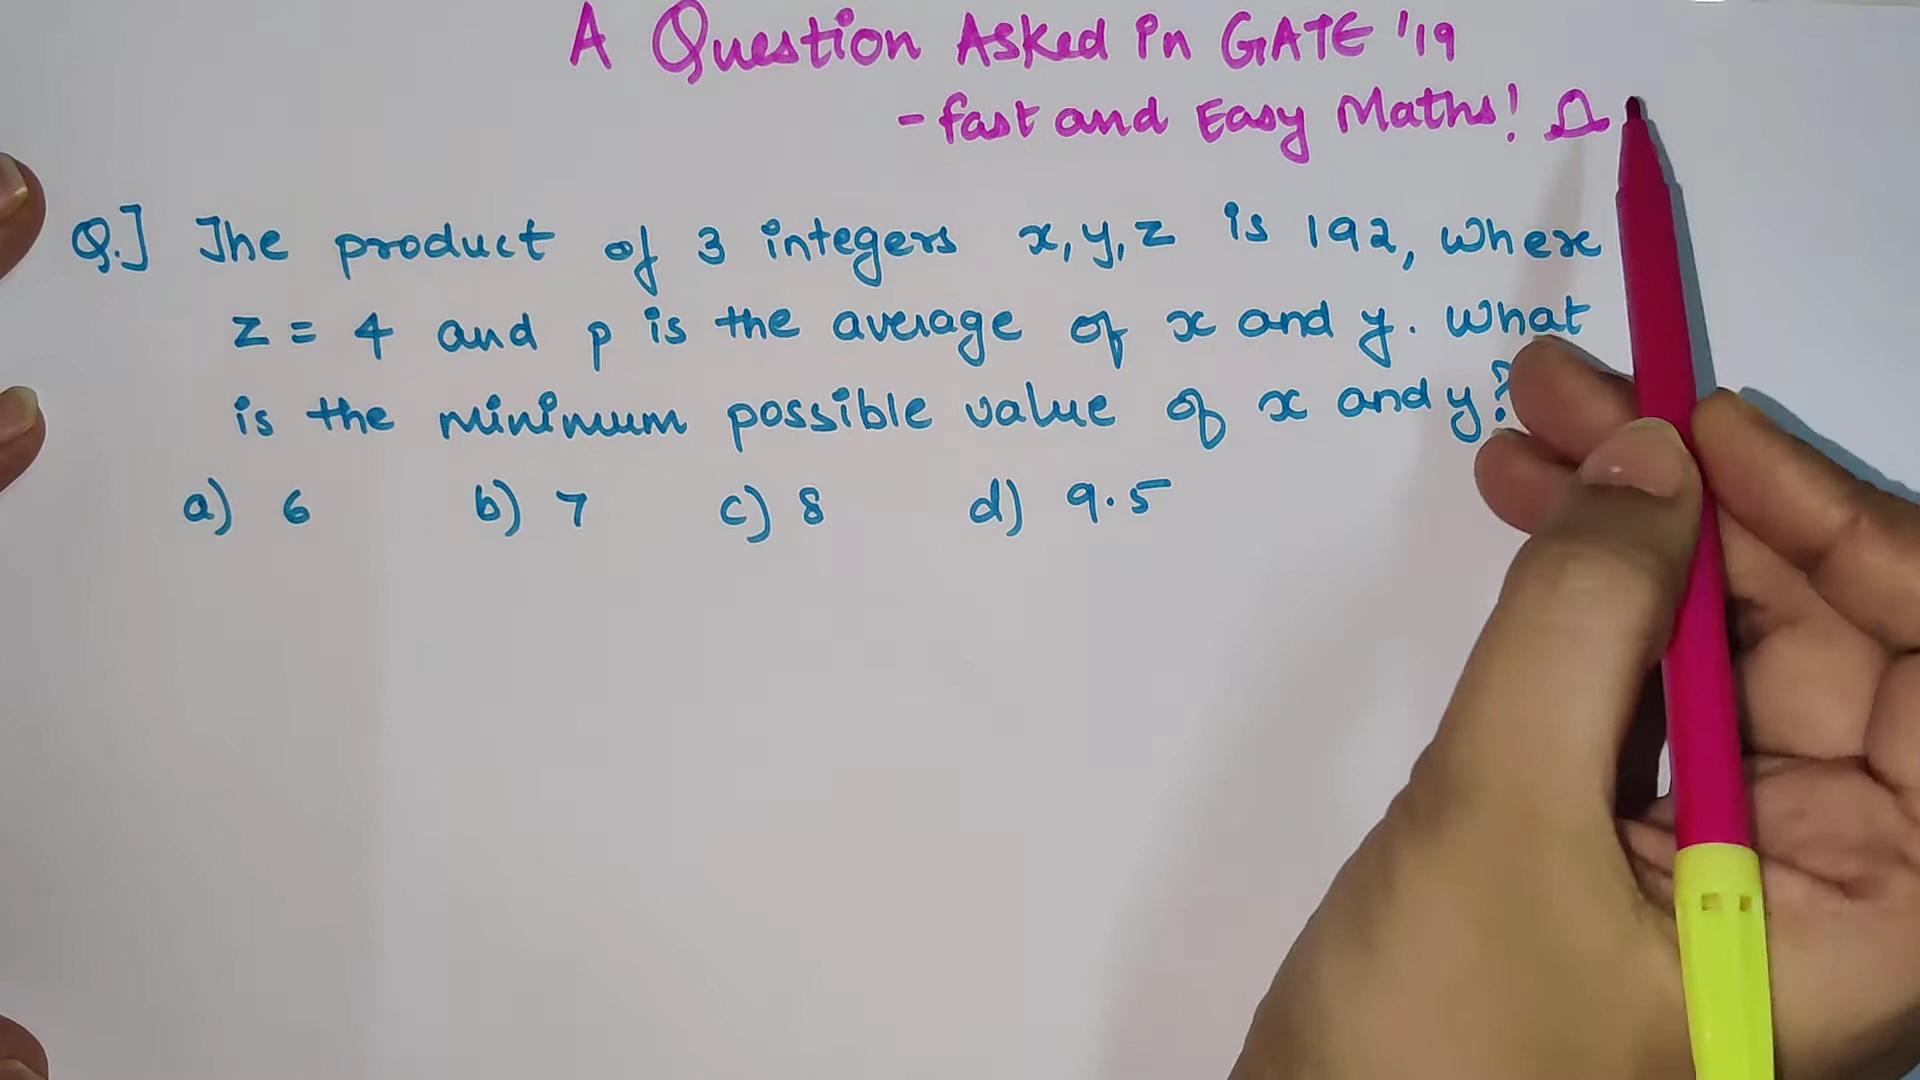 A Question Asked in GATE '19
- fast and Easy Maths!
Q.] The product of 3 integers x, y, z is 192, where
z = 4 and p is the average of x and y. What
is the minimum possible value of x and y?
a) 6 b) 7 c) 8 d) 9.5